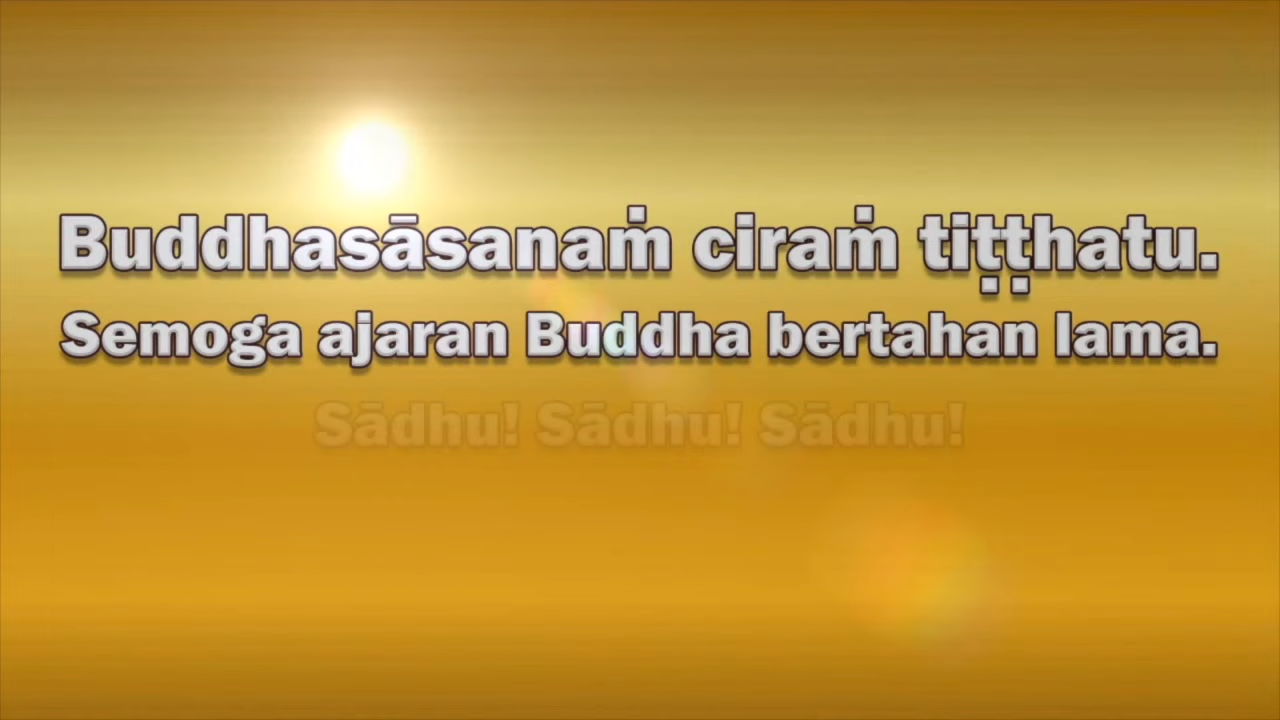 Buddhasāsanaṁ ciraṁ tiṭṭhatu.
Semoga ajaran Buddha bertahan lama.
Sādhu! Sādhu! Sādhu!